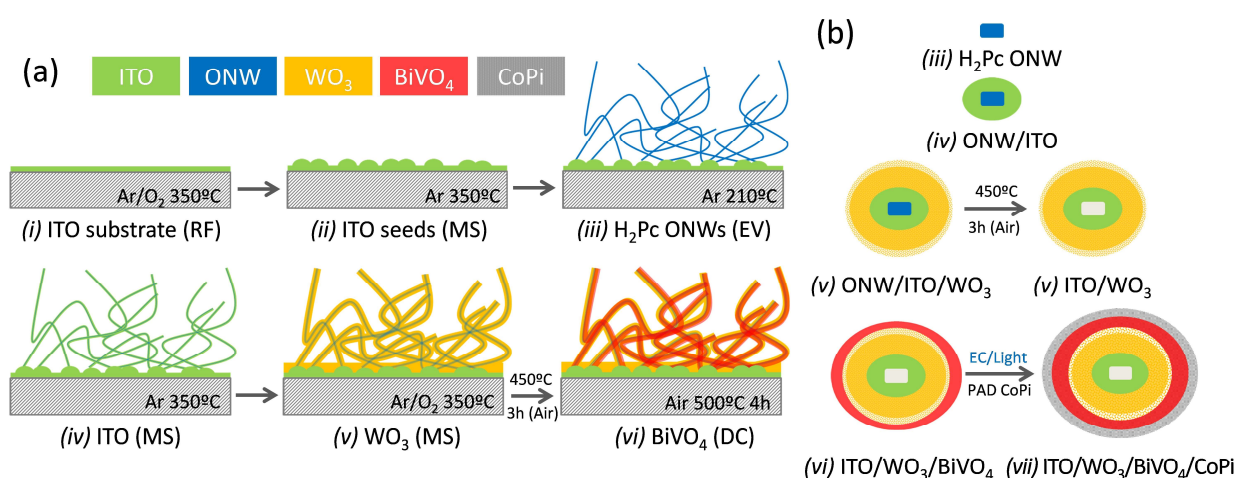 (a)
ITO
ONW
WO₃
BiVO₄
CoPi
Ar/O₂ 350ºC
(i) ITO substrate (RF)
Ar 350ºC
(ii) ITO seeds (MS)
Ar 210ºC
(iii) H₂Pc ONWs (EV)
Ar 350ºC
(iv) ITO (MS)
Ar/O₂ 350ºC
(v) WO₃ (MS)
450ºC
3h (Air)
Air 500ºC 4h
(vi) BiVO₄ (DC)
(b)
(iii) H₂Pc ONW
(iv) ONW/ITO
(v) ONW/ITO/WO₃
450ºC
3h (Air)
(v) ITO/WO₃
(vi) ITO/WO₃/BiVO₄
EC/Light
PAD CoPi
(vii) ITO/WO₃/BiVO₄/CoPi